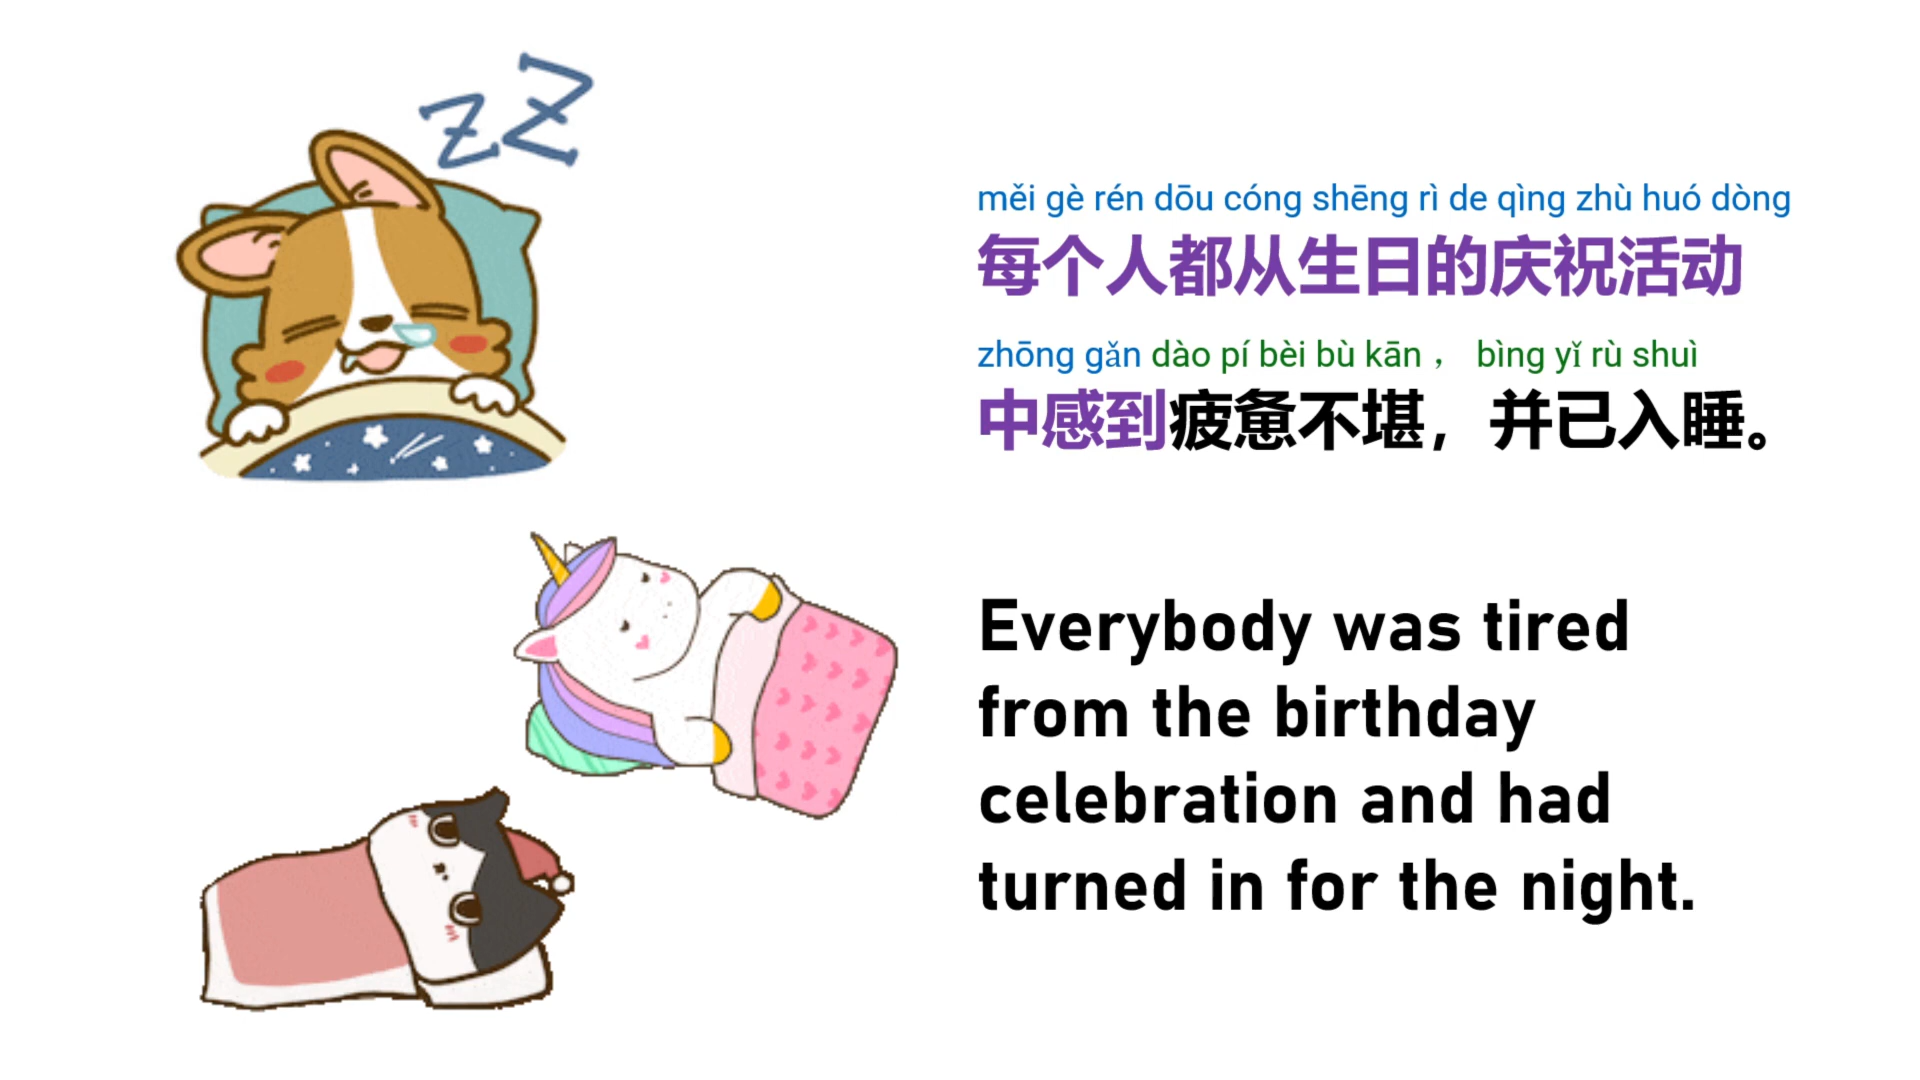 zZ
měi gè rén dōu cóng shēng rì de qìng zhù huó dòng
每个人都从生日的庆祝活动
zhōng gǎn dào pí bèi bù kān ， bìng yǐ rù shuì
中感到疲惫不堪，并已入睡。
Everybody was tired
from the birthday
celebration and had
turned in for the night.